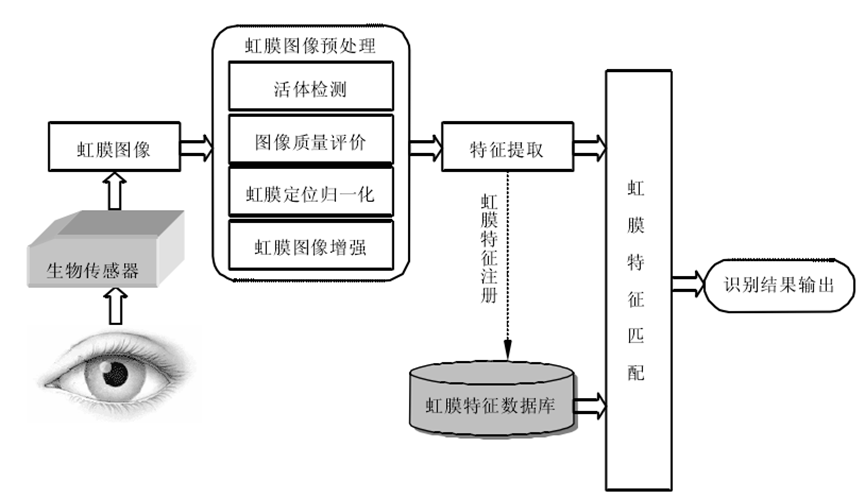 虹膜图像预处理
活体检测
图像质量评价
虹膜定位归一化
虹膜图像增强
虹膜图像
生物传感器
特征提取
虹膜特征注册
虹膜特征数据库
虹膜特征匹配
识别结果输出